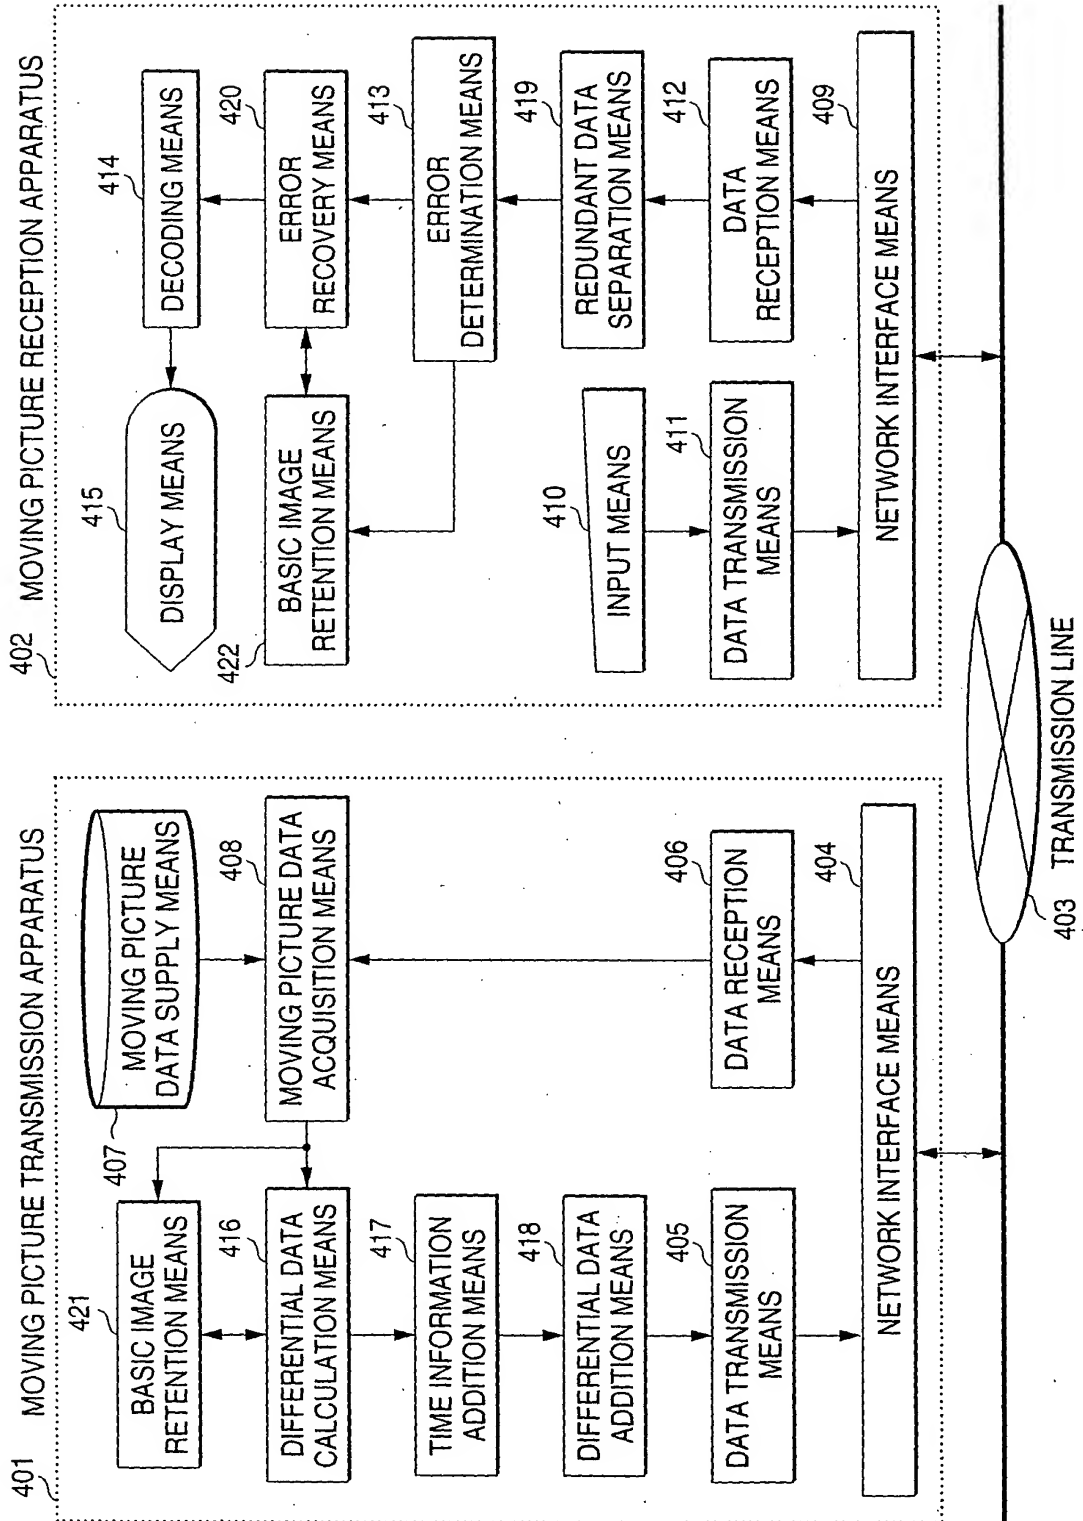 401
MOVING PICTURE TRANSMISSION APPARATUS
421
BASIC IMAGE
RETENTION MEANS
407
MOVING PICTURE
DATA SUPPLY MEANS
416
DIFFERENTIAL DATA
CALCULATION MEANS
408
MOVING PICTURE DATA
ACQUISITION MEANS
417
TIME INFORMATION
ADDITION MEANS
418
DIFFERENTIAL DATA
ADDITION MEANS
405
DATA TRANSMISSION
MEANS
406
DATA RECEPTION
MEANS
404
NETWORK INTERFACE MEANS
402
MOVING PICTURE RECEPTION APPARATUS
415
DISPLAY MEANS
414
DECODING MEANS
422
BASIC IMAGE
RETENTION MEANS
420
ERROR
RECOVERY MEANS
413
ERROR
DETERMINATION MEANS
410
INPUT MEANS
419
REDUNDANT DATA
SEPARATION MEANS
411
DATA TRANSMISSION
MEANS
412
DATA
RECEPTION MEANS
409
NETWORK INTERFACE MEANS
403
TRANSMISSION LINE